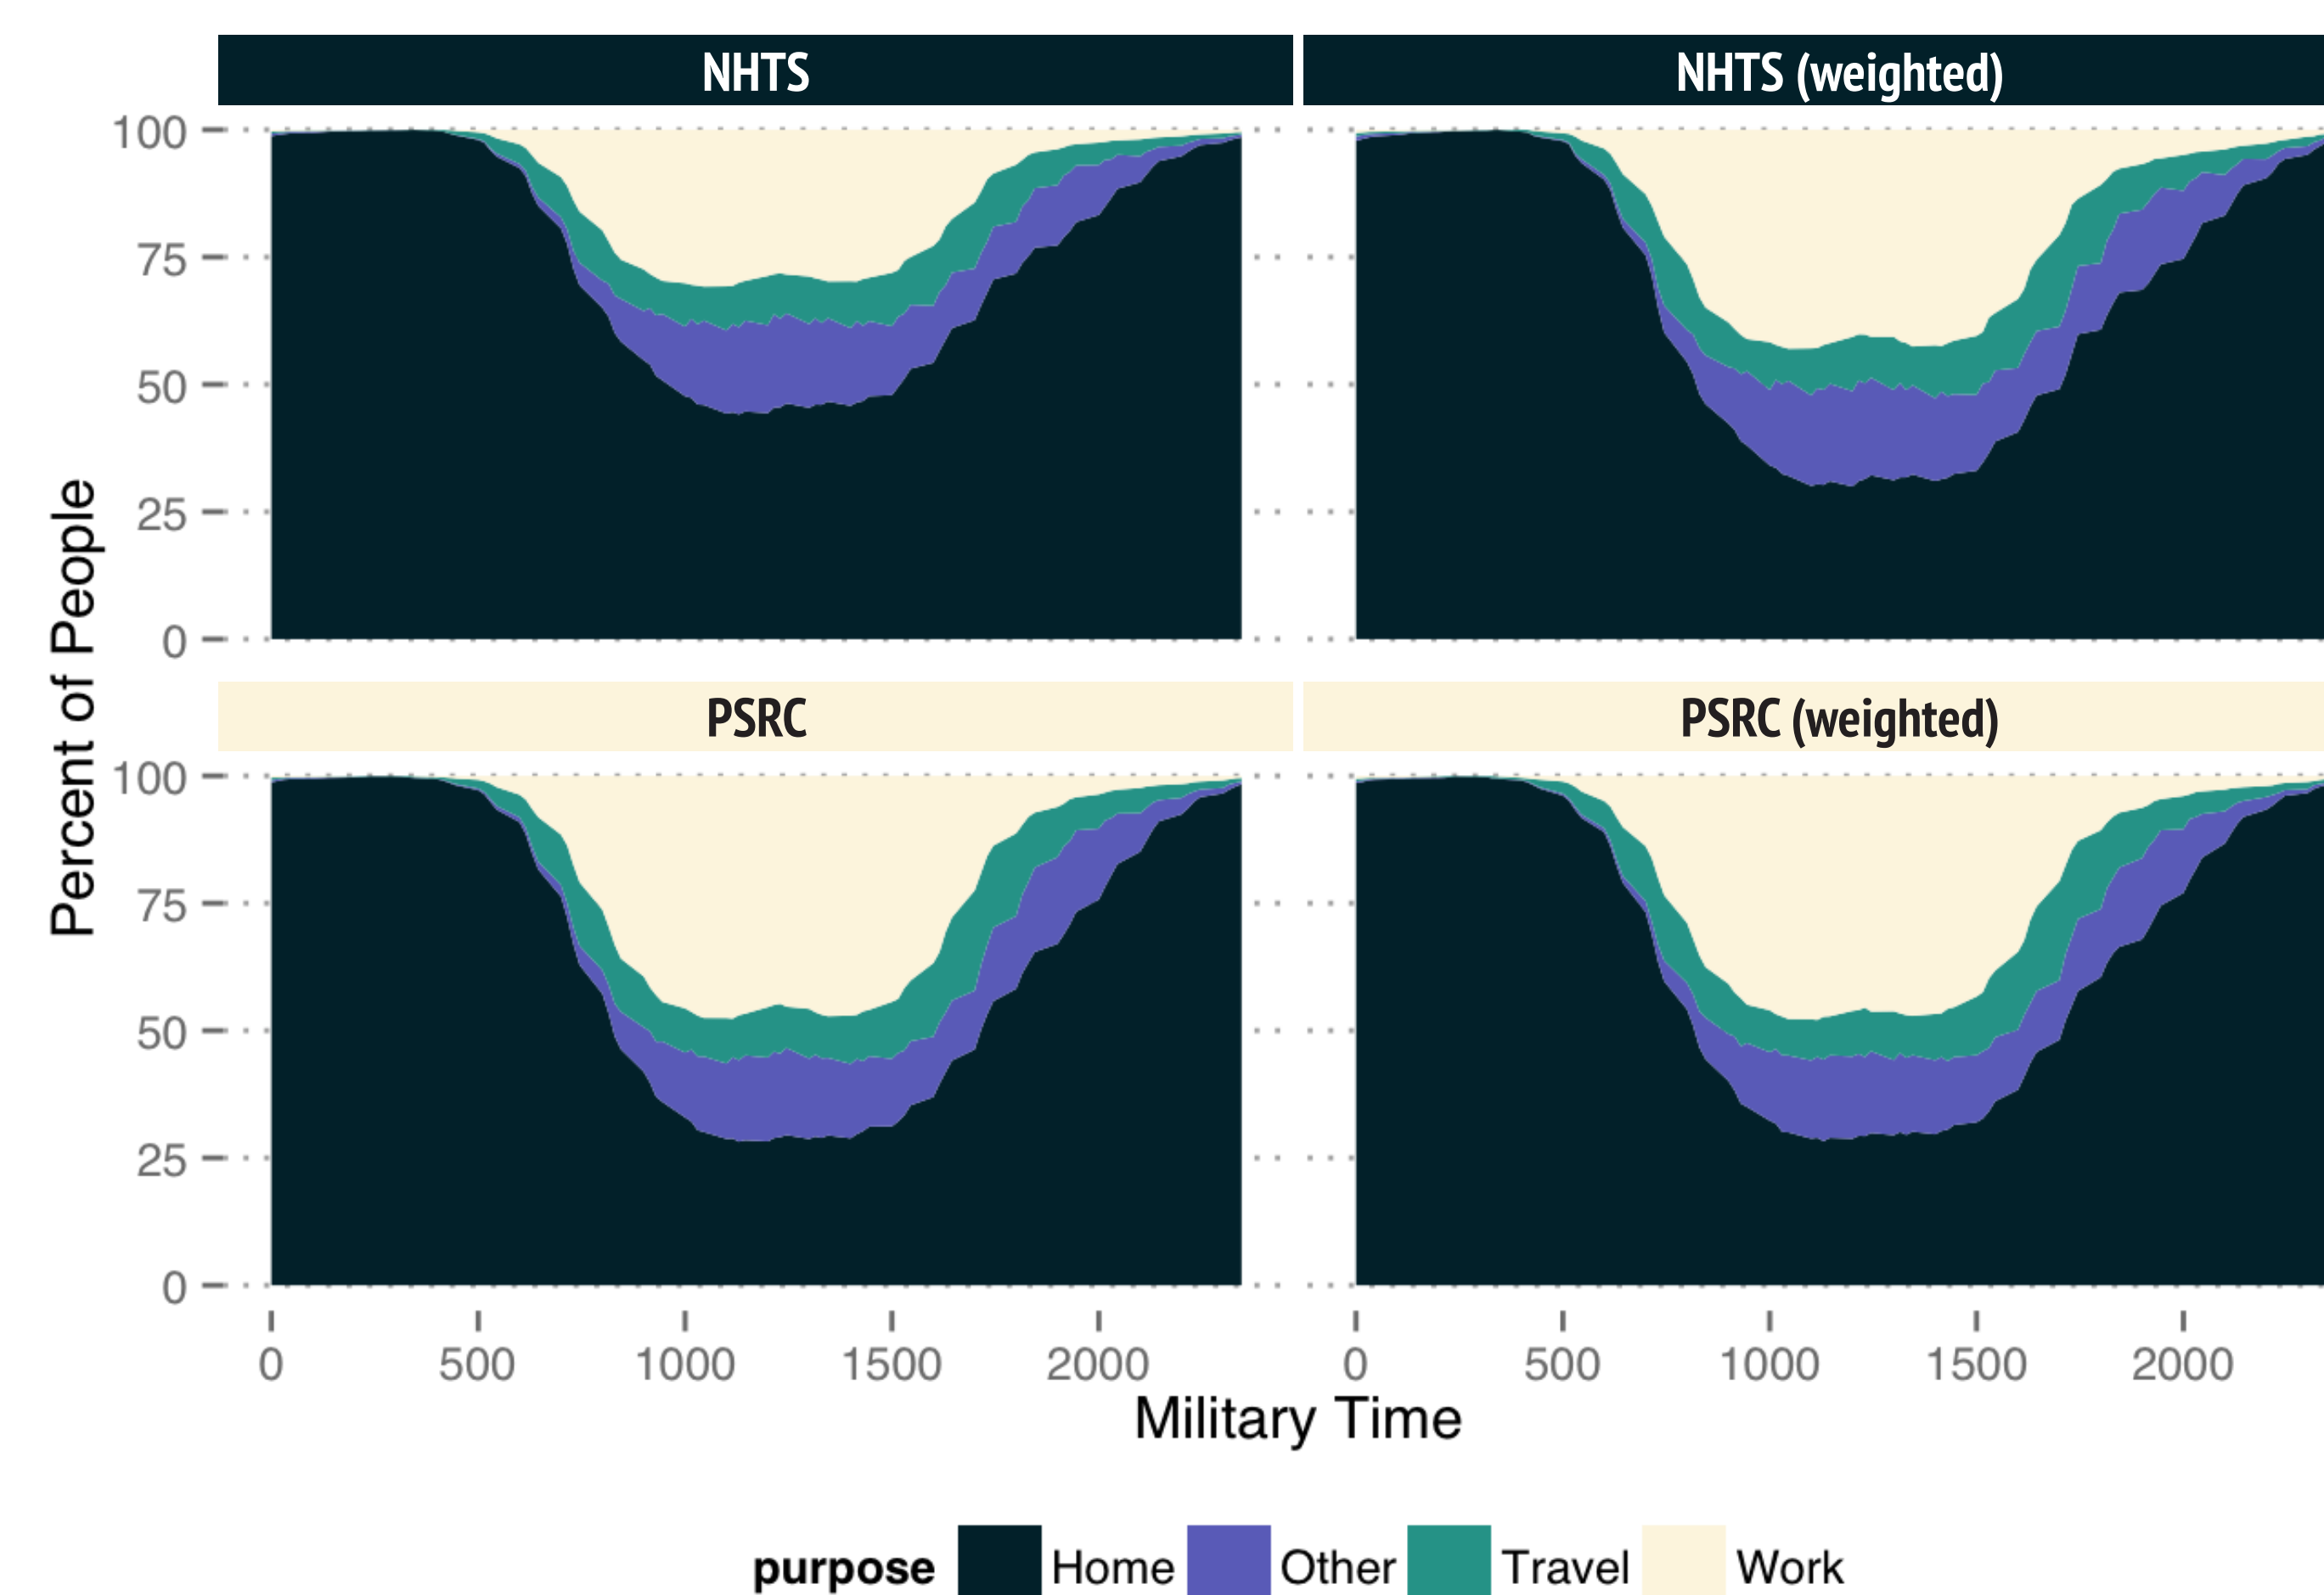 NHTS
NHTS (weighted)
100
75
50
25
0
Percent of People
PSRC
PSRC (weighted)
100
75
50
25
0
0 500 1000 1500 2000
0 500 1000 1500 2000
Military Time
purpose Home Other Travel Work